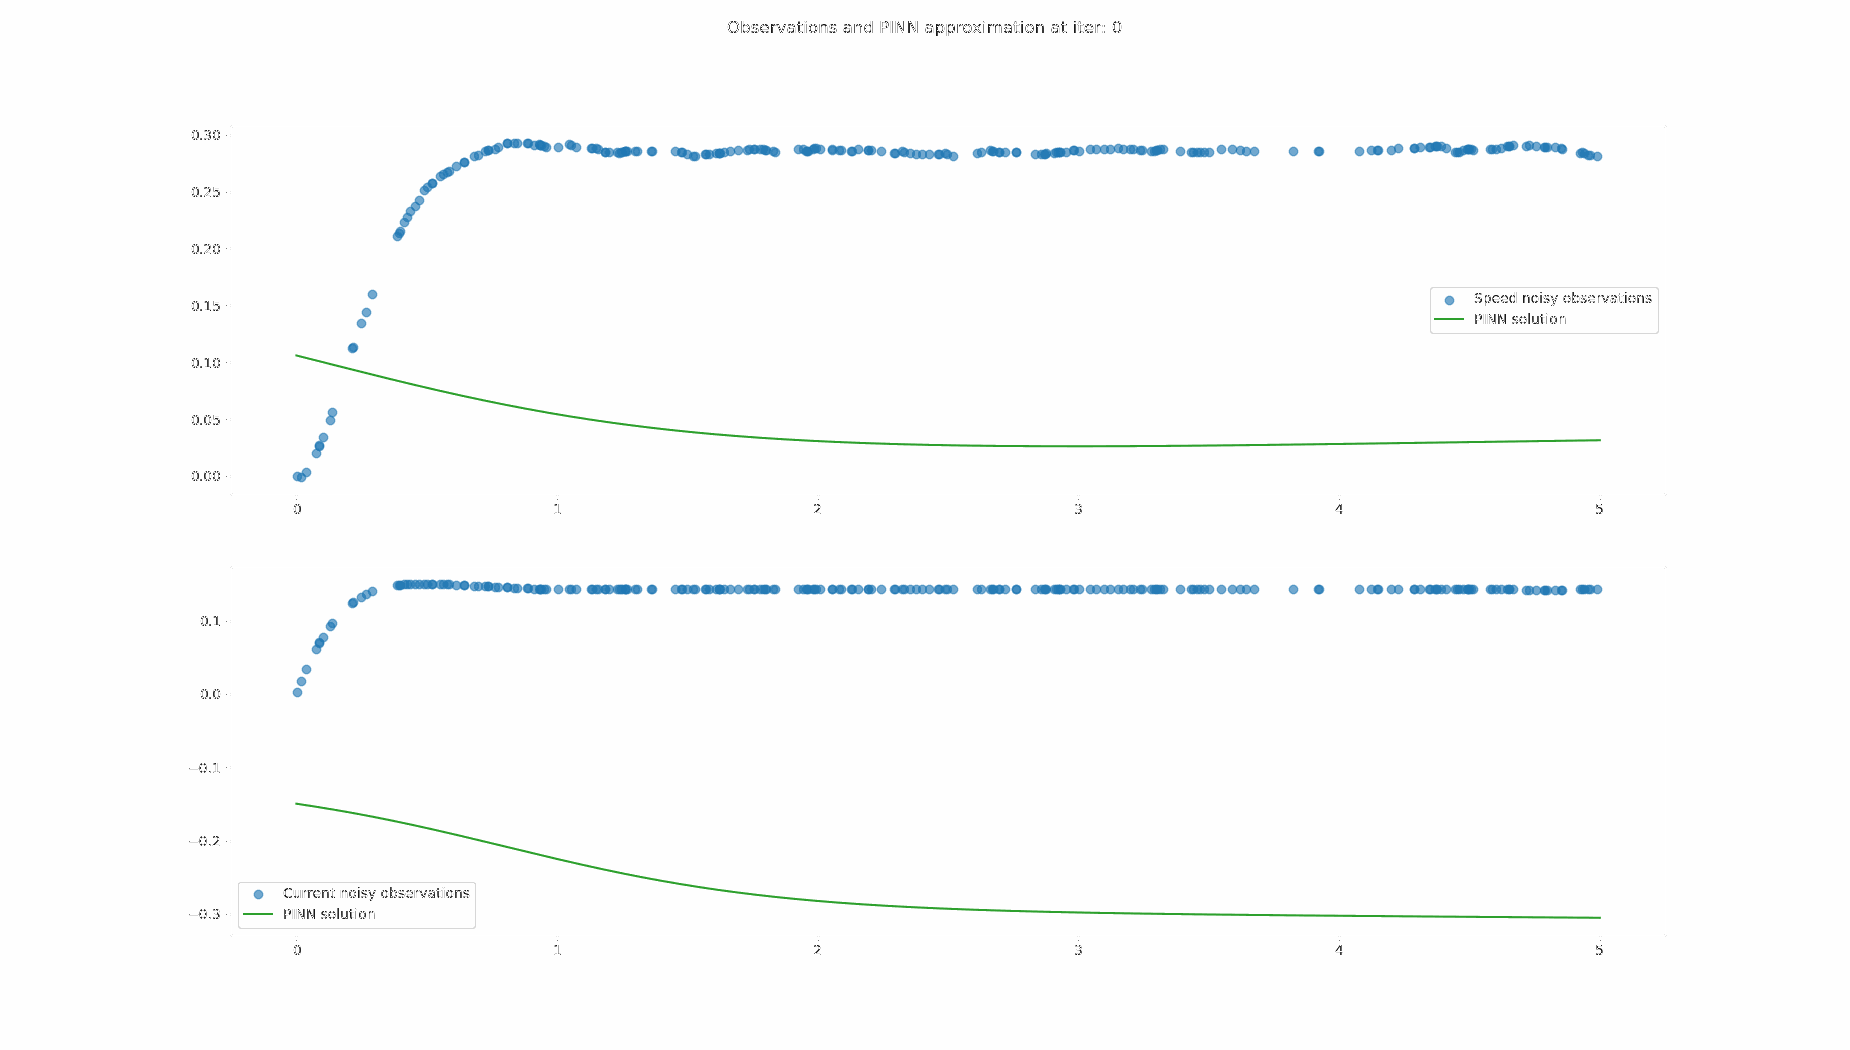 Observations and PINN approximation at iter: 0
0.30
0.25
0.20
0.15
0.10
0.05
0.00
Speed noisy observations
PINN solution
0 1 2 3 4 5
0.1
0.0
−0.1
−0.2
−0.3
Current noisy observations
PINN solution
0 1 2 3 4 5